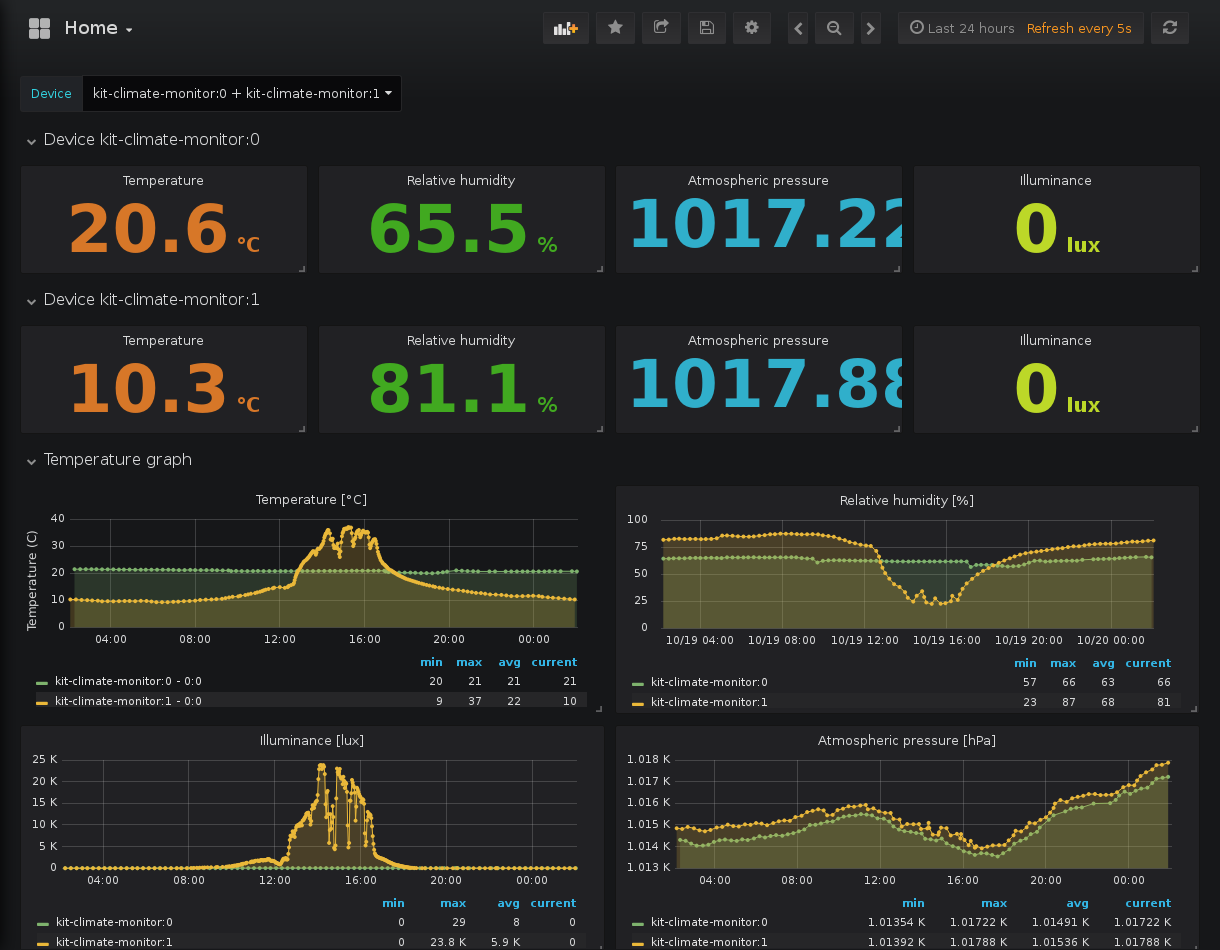 Home
Last 24 hours Refresh every 5s
Device kit-climate-monitor:0 + kit-climate-monitor:1
Device kit-climate-monitor:0
Temperature Relative humidity Atmospheric pressure Illuminance
20.6 °C 65.5 % 1017.22 0 lux
Device kit-climate-monitor:1
Temperature Relative humidity Atmospheric pressure Illuminance
10.3 °C 81.1 % 1017.88 0 lux
Temperature graph
Temperature [°C]
Temperature (C)
40
30
20
10
0
04:00 08:00 12:00 16:00 20:00 00:00
min max avg current
kit-climate-monitor:0 - 0:0 20 21 21 21
kit-climate-monitor:1 - 0:0 9 37 22 10
Relative humidity [%]
100
75
50
25
0
10/19 04:00 10/19 08:00 10/19 12:00 10/19 16:00 10/19 20:00 10/20 00:00
min max avg current
kit-climate-monitor:0 57 66 63 66
kit-climate-monitor:1 23 87 68 81
Illuminance [lux]
25 K
20 K
15 K
10 K
5 K
0
04:00 08:00 12:00 16:00 20:00 00:00
min max avg current
kit-climate-monitor:0 0 29 8 0
kit-climate-monitor:1 0 23.8 K 5.9 K 0
Atmospheric pressure [hPa]
1.018 K
1.017 K
1.016 K
1.015 K
1.014 K
1.013 K
04:00 08:00 12:00 16:00 20:00 00:00
min max avg current
kit-climate-monitor:0 1.01354 K 1.01722 K 1.01491 K 1.01722 K
kit-climate-monitor:1 1.01392 K 1.01788 K 1.01536 K 1.01788 K